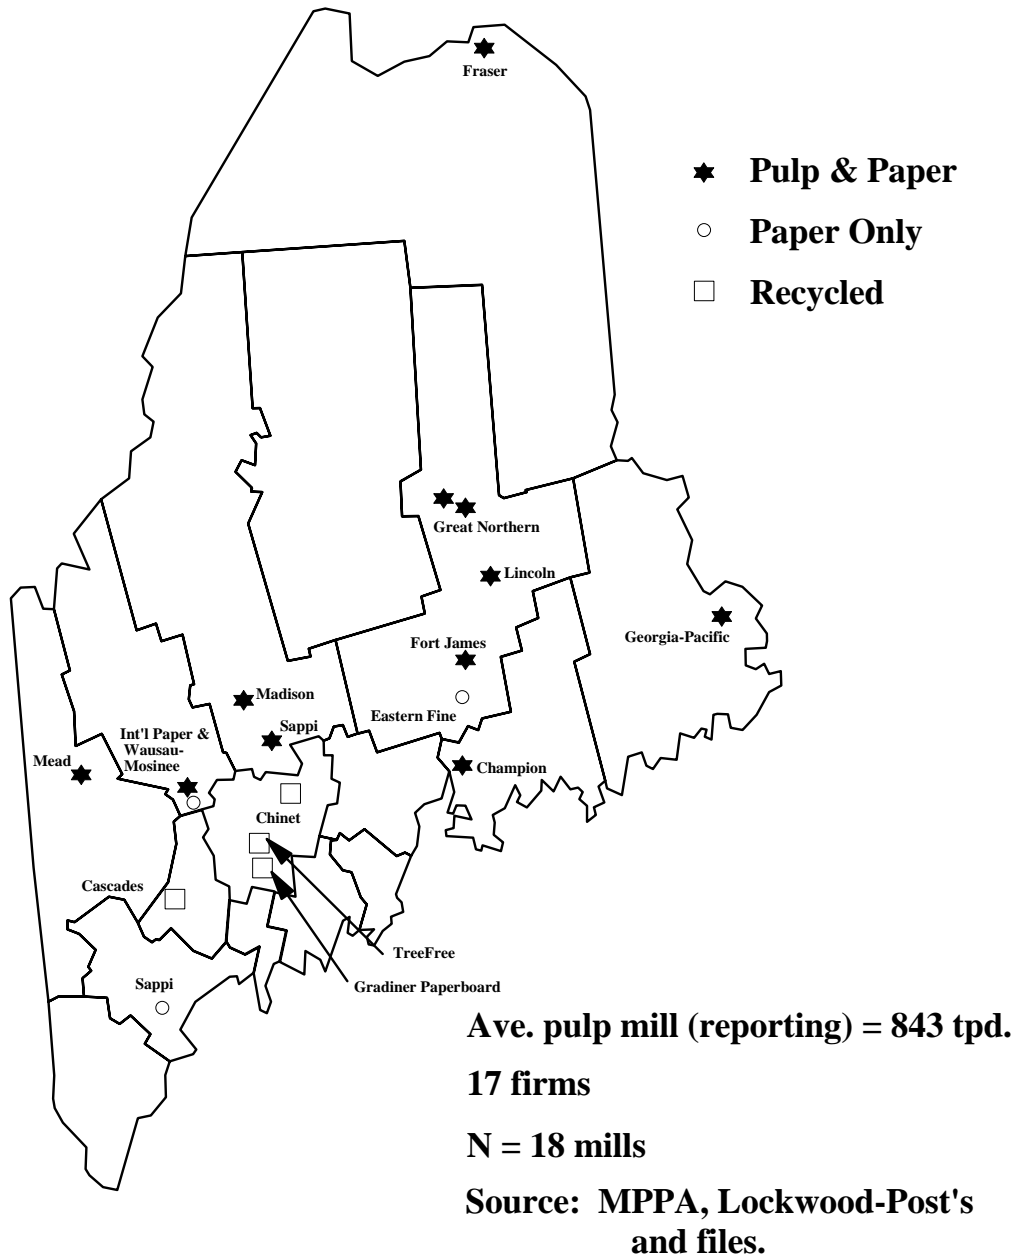 Fraser
Pulp & Paper
Paper Only
Recycled
Great Northern
Lincoln
Georgia-Pacific
Fort James
Madison
Eastern Fine
Sappi
Int'l Paper &
Wausau-
Mosinee
Mead
Champion
Chinet
Cascades
TreeFree
Sappi
Gradiner Paperboard
Ave. pulp mill (reporting) = 843 tpd.
17 firms
N = 18 mills
Source:  MPPA, Lockwood-Post's
and files.